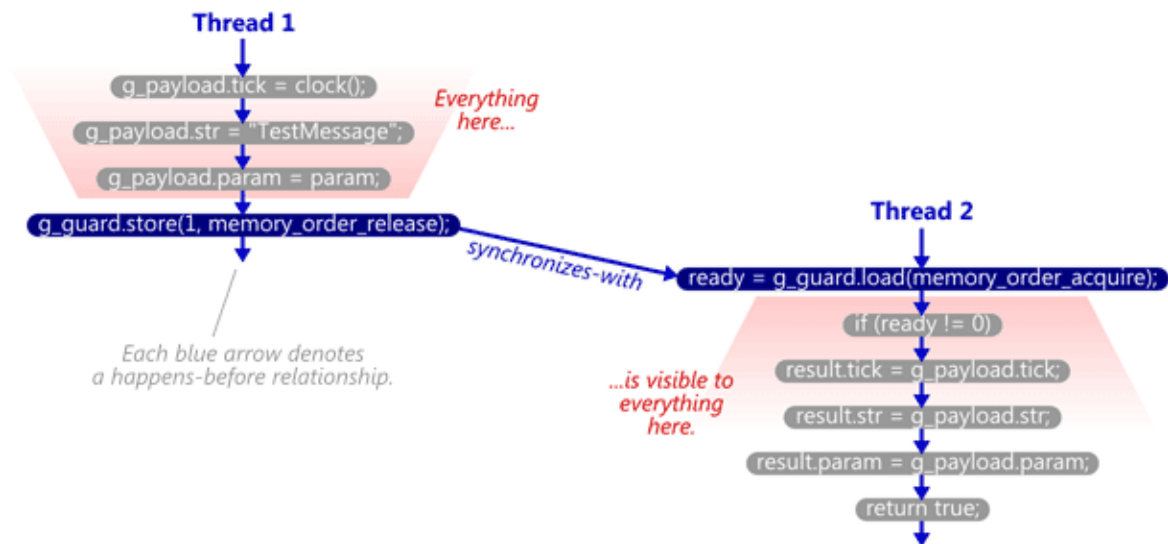 Thread 1
g_payload.tick = clock();
Everything
here...
g_payload.str = "TestMessage";
g_payload.param = param;
g_guard.store(1, memory_order_release);
synchronizes-with
Each blue arrow denotes
a happens-before relationship.
Thread 2
ready = g_guard.load(memory_order_acquire);
if (ready != 0)
result.tick = g_payload.tick;
...is visible to
everything
here.
result.str = g_payload.str;
result.param = g_payload.param;
return true;